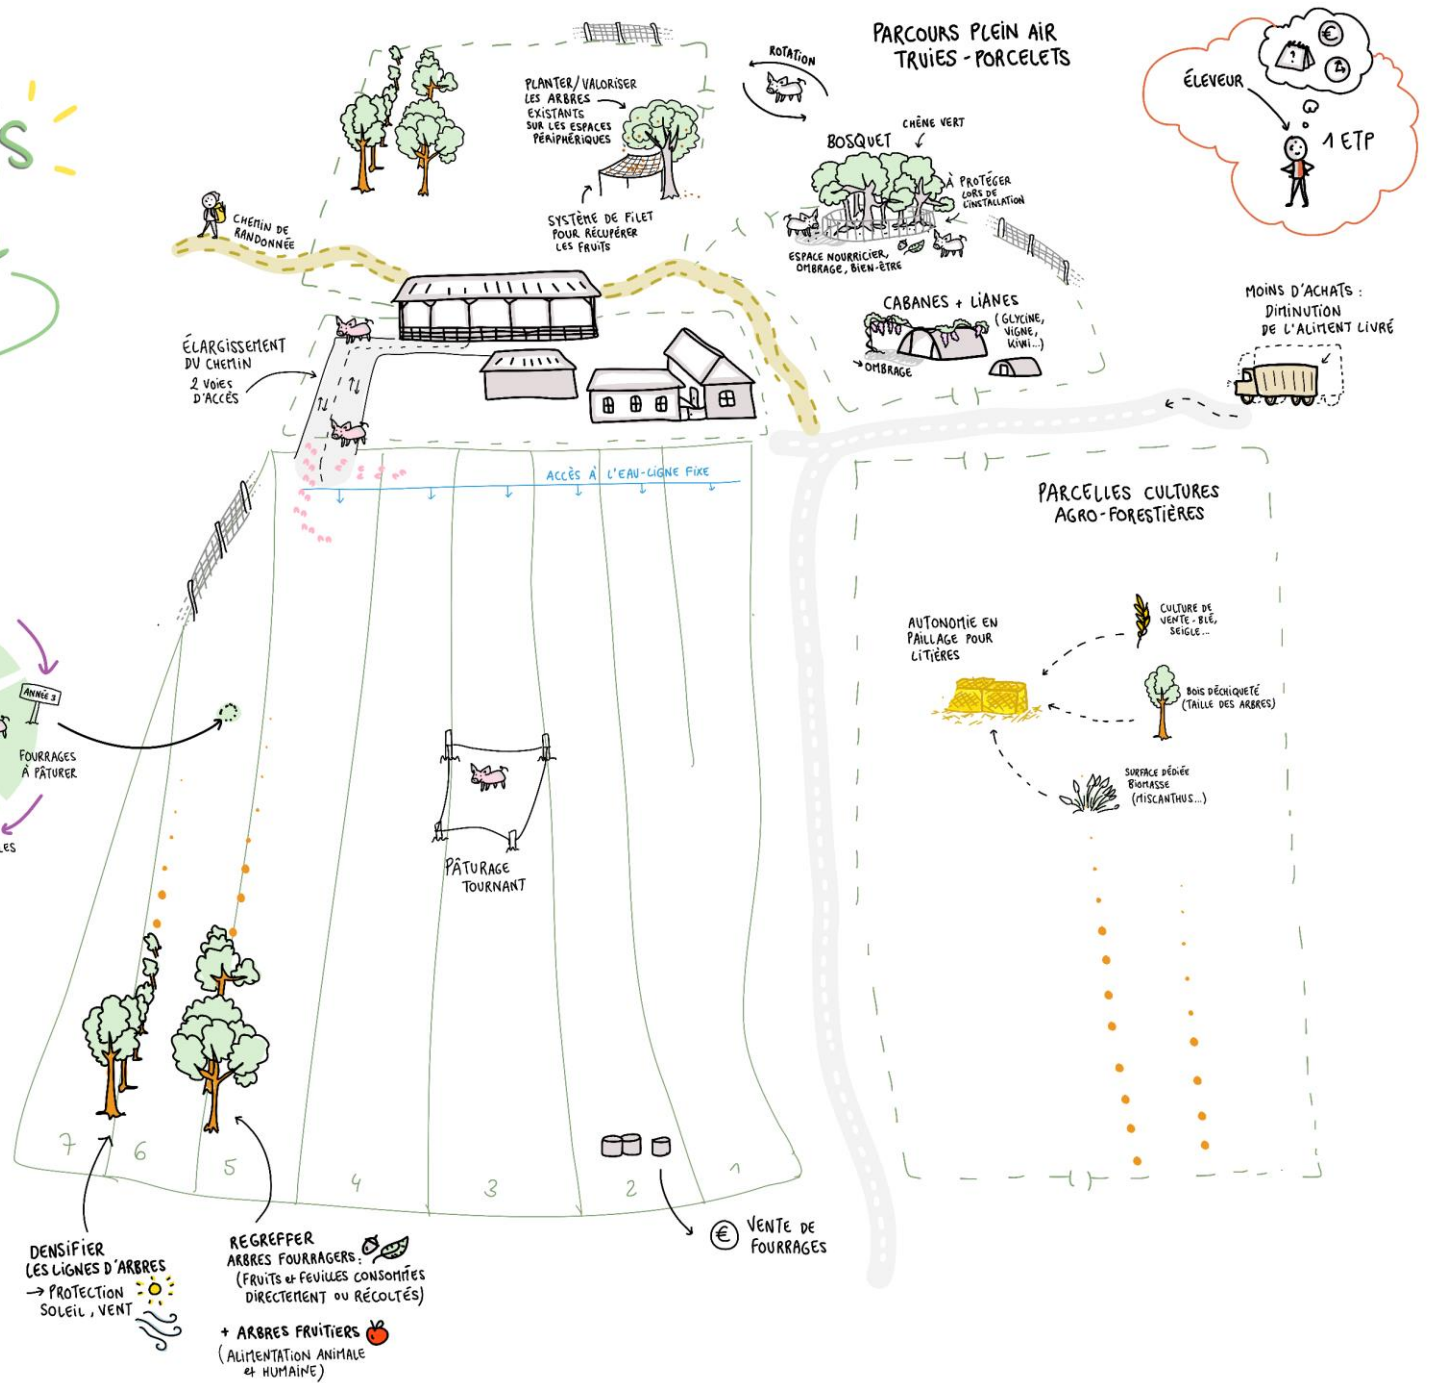 S
PARCOURS PLEIN AIR
TRUIES - PORCELETS
ROTATION
ÉLEVEUR
?
€
1 ETP
PLANTER/VALORISER
LES ARBRES
EXISTANTS
SUR LES ESPACES
PÉRIPHÉRIQUES
SYSTÈME DE FILET
POUR RÉCUPÉRER
LES FRUITS
BOSQUET
CHÊNE VERT
À PROTÉGER
LORS DE
L'INSTALLATION
ESPACE NOURRICIER,
OMBRAGE, BIEN-ÊTRE
CHEMIN DE
RANDONNÉE
CABANES + LIANES
(GLYCINE,
VIGNE,
KIWI...)
→ OMBRAGE
MOINS D'ACHATS :
DIMINUTION
DE L'ALIMENT LIVRÉ
ÉLARGISSEMENT
DU CHEMIN
2 VOIES
D'ACCÈS
ACCÈS À L'EAU-LIGNE FIXE
PARCELLES CULTURES
AGRO-FORESTIÈRES
AUTONOMIE EN
PAILLAGE POUR
LITIÈRES
CULTURE DE
VENTE - BLÉ,
SEIGLE...
BOIS DÉCHIQUETÉ
(TAILLE DES ARBRES)
SURFACE DÉDIÉE
BIOMASSE
(MISCANTHUS...)
ANNÉE 3
FOURRAGES
À PÂTURER
LES
PÂTURAGE
TOURNANT
7
6
5
4
3
2
1
€ VENTE DE
FOURRAGES
DENSIFIER
LES LIGNES D'ARBRES
→ PROTECTION
SOLEIL, VENT
REGREFFER
ARBRES FOURRAGERS :
(FRUITS et FEUILLES CONSOMMÉS
DIRECTEMENT OU RÉCOLTÉS)
+ ARBRES FRUITIERS
(ALIMENTATION ANIMALE
et HUMAINE)